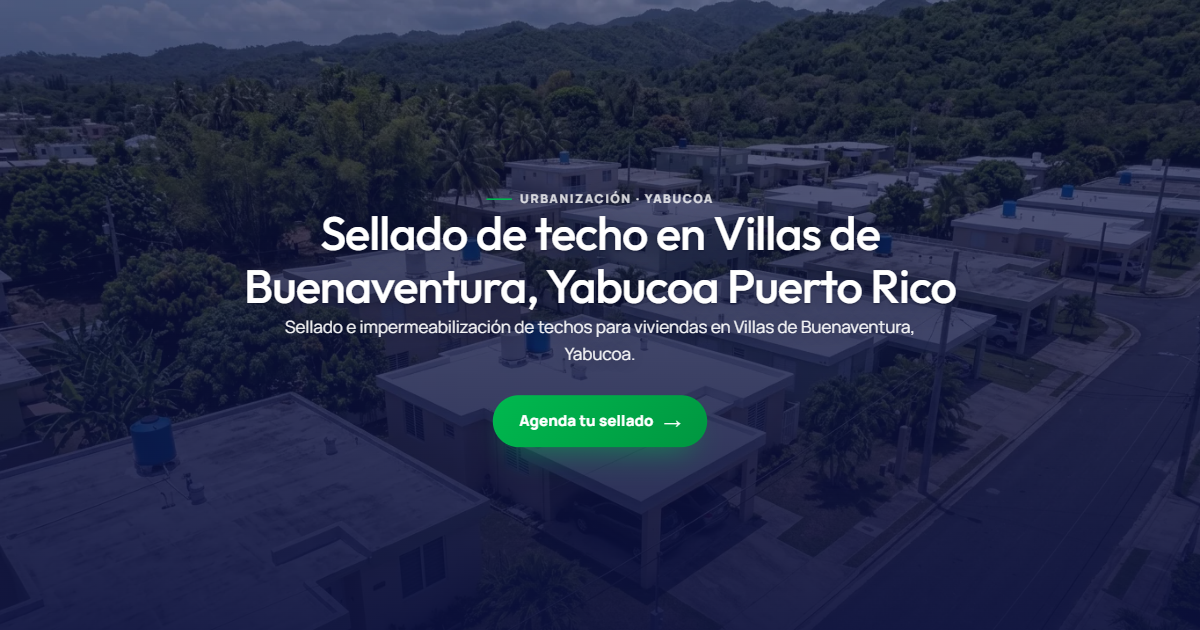 URBANIZACIÓN · YABUCOA
Sellado de techo en Villas de
Buenaventura, Yabucoa Puerto Rico
Sellado e impermeabilización de techos para viviendas en Villas de Buenaventura,
Yabucoa.
Agenda tu sellado →